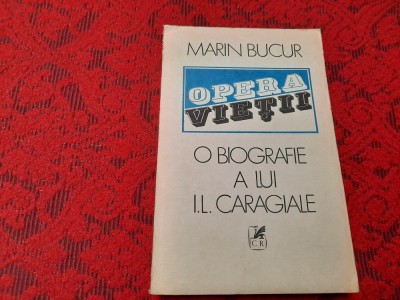 MARIN BUCUR
OPERA
VIEȚII
O BIOGRAFIE
A LUI
I.L. CARAGIALE
C R